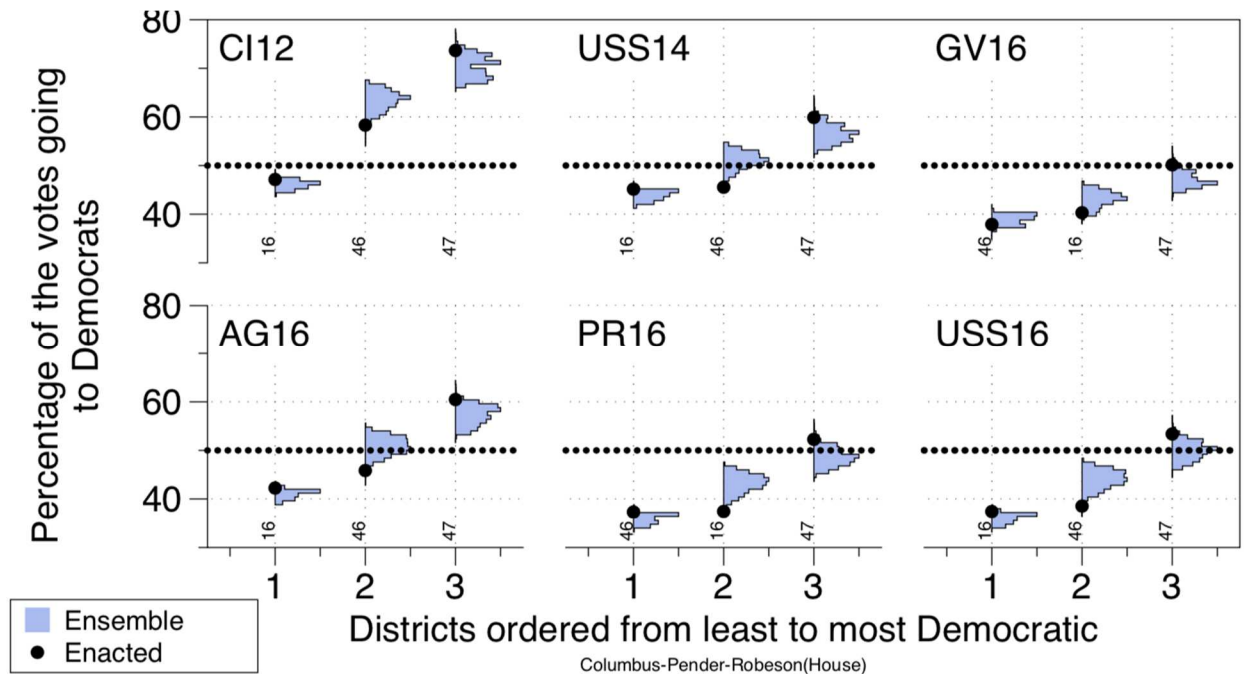 Percentage of the votes going
to Democrats
80
60
40
CI12
16
46
47
USS14
16
46
47
GV16
46
16
47
80
60
40
AG16
16
46
47
PR16
46
16
47
USS16
16
46
47
1 2 3 1 2 3 1 2 3
Districts ordered from least to most Democratic
Columbus-Pender-Robeson(House)
Ensemble
Enacted